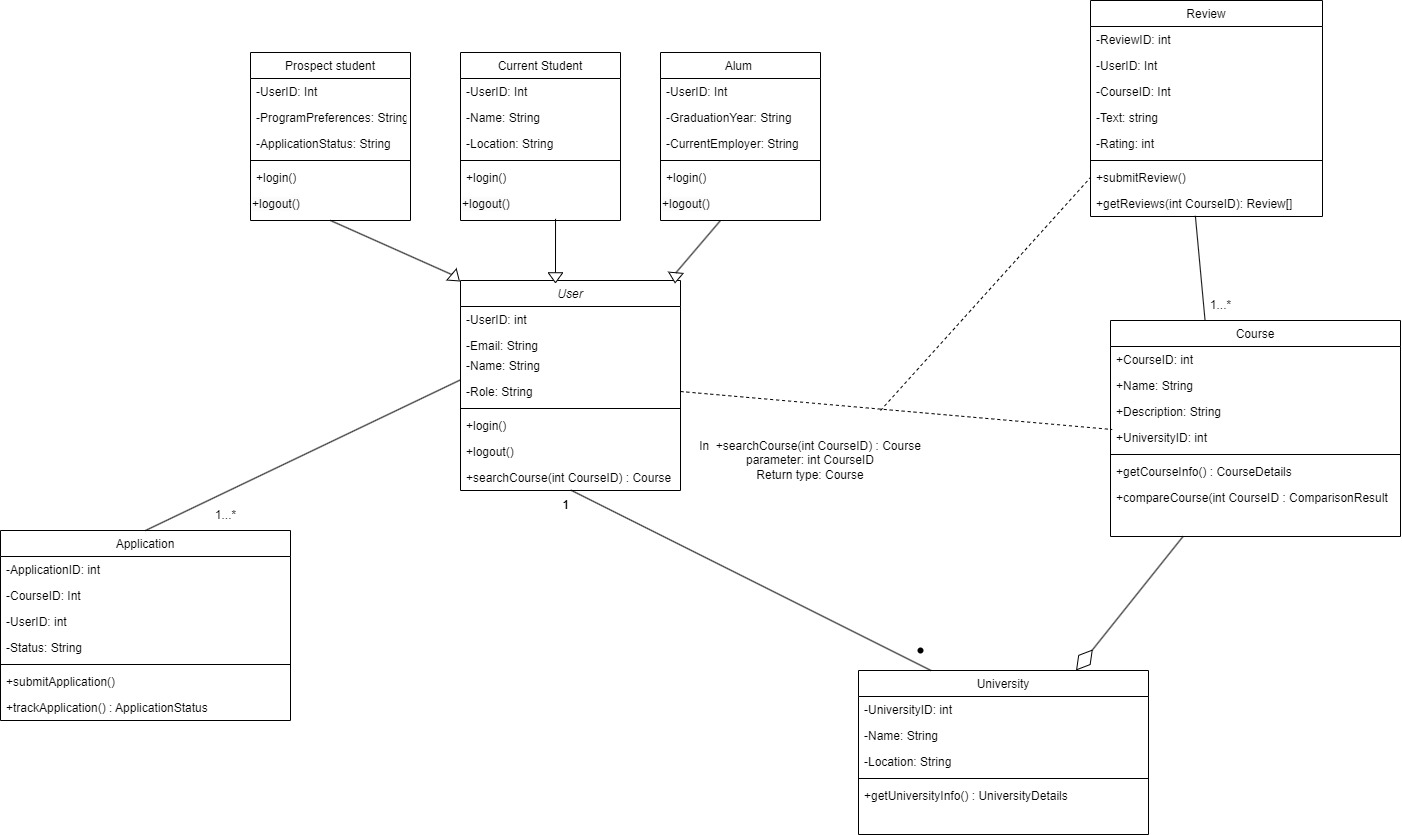 Review
-ReviewID: int
-UserID: Int
-CourseID: Int
-Text: string
-Rating: int
+submitReview()
+getReviews(int CourseID): Review[]
Prospect student
-UserID: Int
-ProgramPreferences: String
-ApplicationStatus: String
+login()
+logout()
Current Student
-UserID: Int
-Name: String
-Location: String
+login()
+logout()
Alum
-UserID: Int
-GraduationYear: String
-CurrentEmployer: String
+login()
+logout()
User
-UserID: int
-Email: String
-Name: String
-Role: String
+login()
+logout()
+searchCourse(int CourseID) : Course
1...*
Course
+CourseID: int
+Name: String
+Description: String
+UniversityID: int
+getCourseInfo() : CourseDetails
+compareCourse(int CourseID : ComparisonResult
In +searchCourse(int CourseID) : Course
parameter: int CourseID
Return type: Course
1
1...*
Application
-ApplicationID: int
-CourseID: Int
-UserID: int
-Status: String
+submitApplication()
+trackApplication() : ApplicationStatus
University
-UniversityID: int
-Name: String
-Location: String
+getUniversityInfo() : UniversityDetails